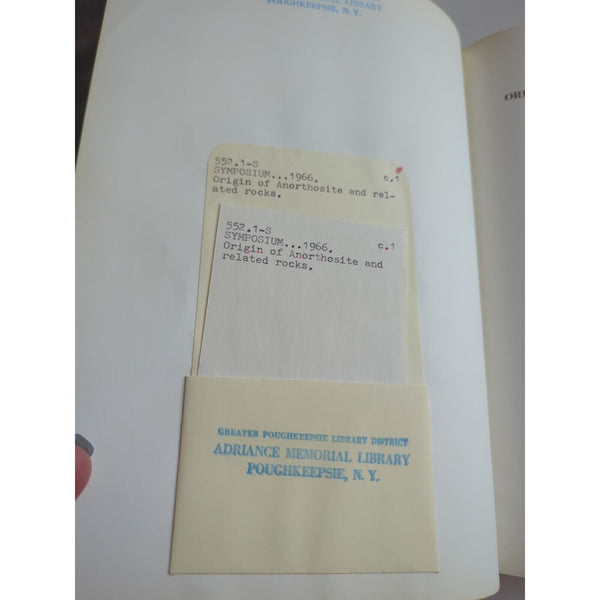 LIBRARY
POUGHKEEPSIE, N. Y.
OR
552.1-S
SYMPOSIUM...1966. c.1
Origin of Anorthosite and rel-
ated rocks.
552.1-S
SYMPOSIUM...1966. c.1
Origin of Anorthosite and
related rocks.
GREATER POUGHKEEPSIE LIBRARY DISTRICT
ADRIANCE MEMORIAL LIBRARY
POUGHKEEPSIE, N. Y.